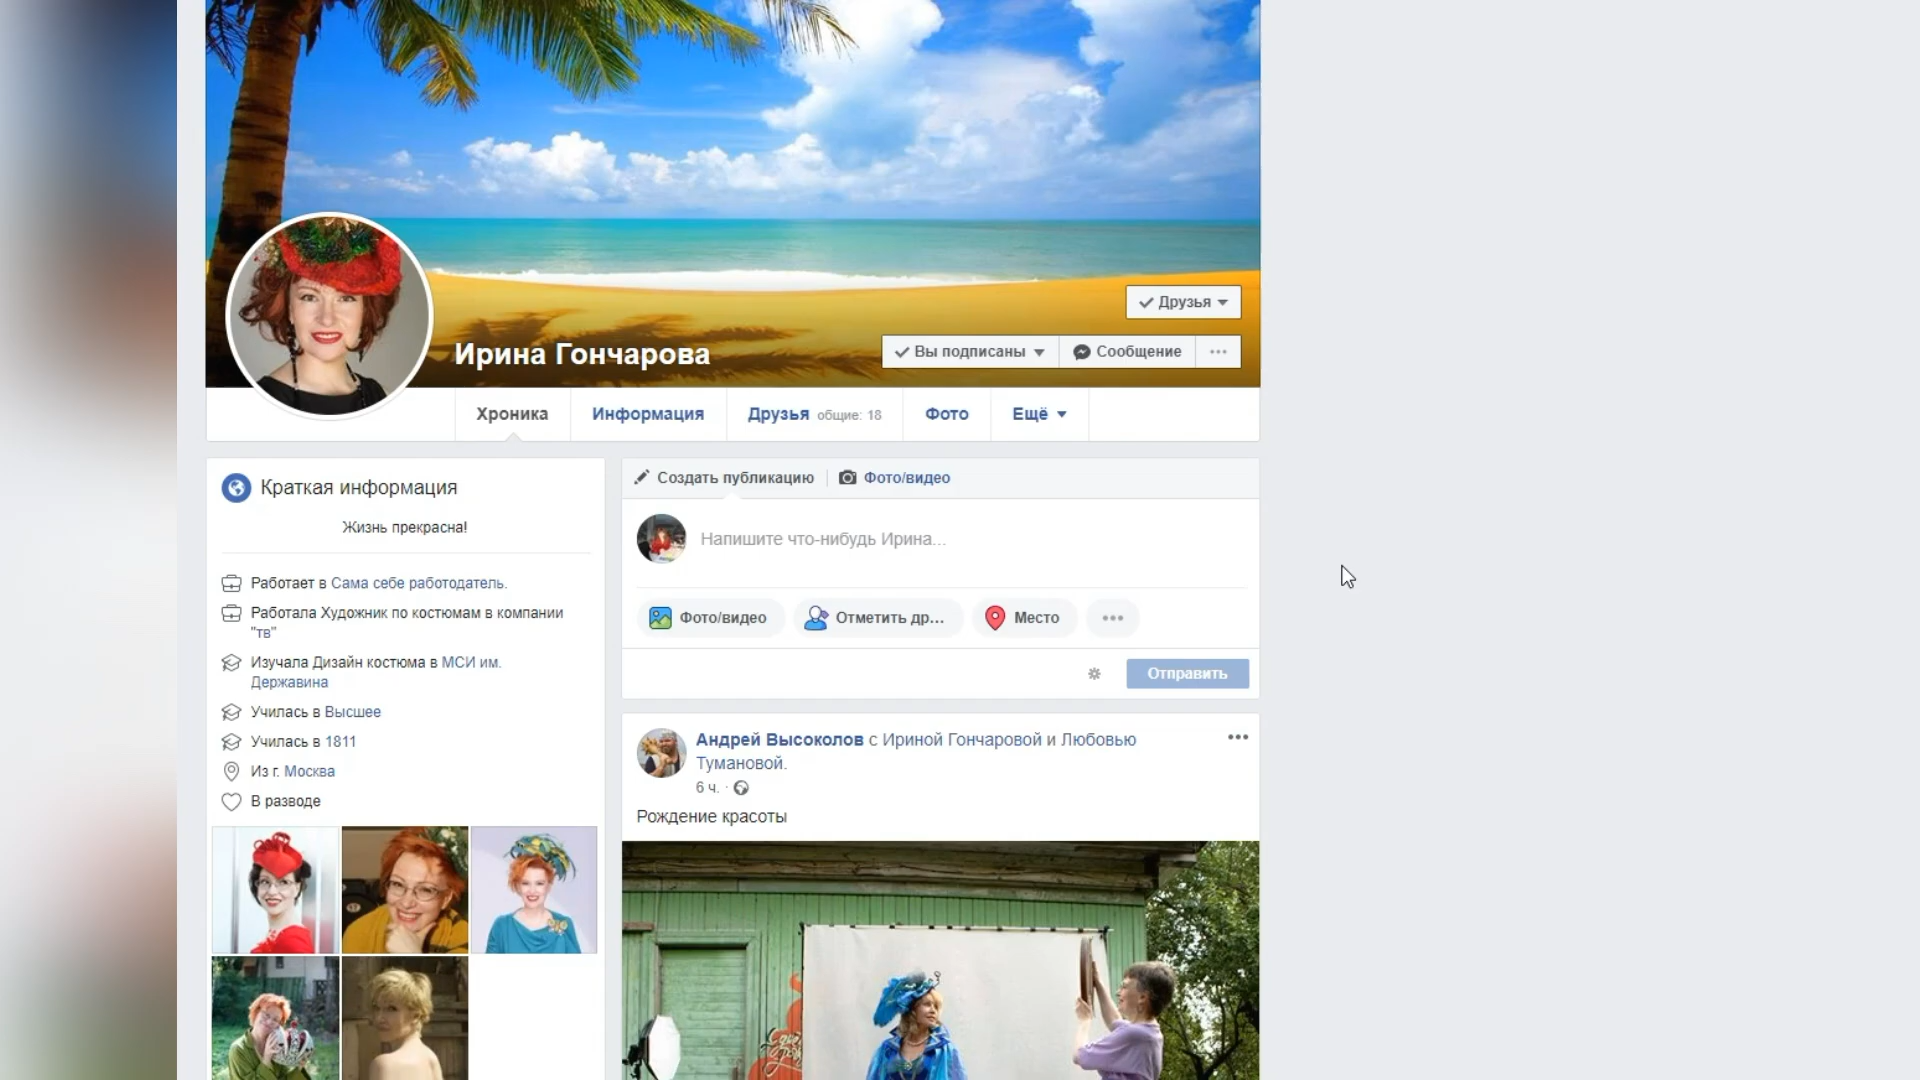 Друзья
Ирина Гончарова
Вы подписаны
Сообщение
Хроника
Информация
Друзья общие: 18
Фото
Ещё
Краткая информация
Жизнь прекрасна!
Работает в Сама себе работодатель.
Работала Художник по костюмам в компании
"тв"
Изучала Дизайн костюма в МСИ им.
Державина
Училась в Высшее
Училась в 1811
Из г. Москва
В разводе
Создать публикацию
Фото/видео
Напишите что-нибудь Ирина...
Фото/видео
Отметить др...
Место
Отправить
Андрей Высоколов с Ириной Гончаровой и Любовью
Тумановой.
6 ч. ·
Рождение красоты